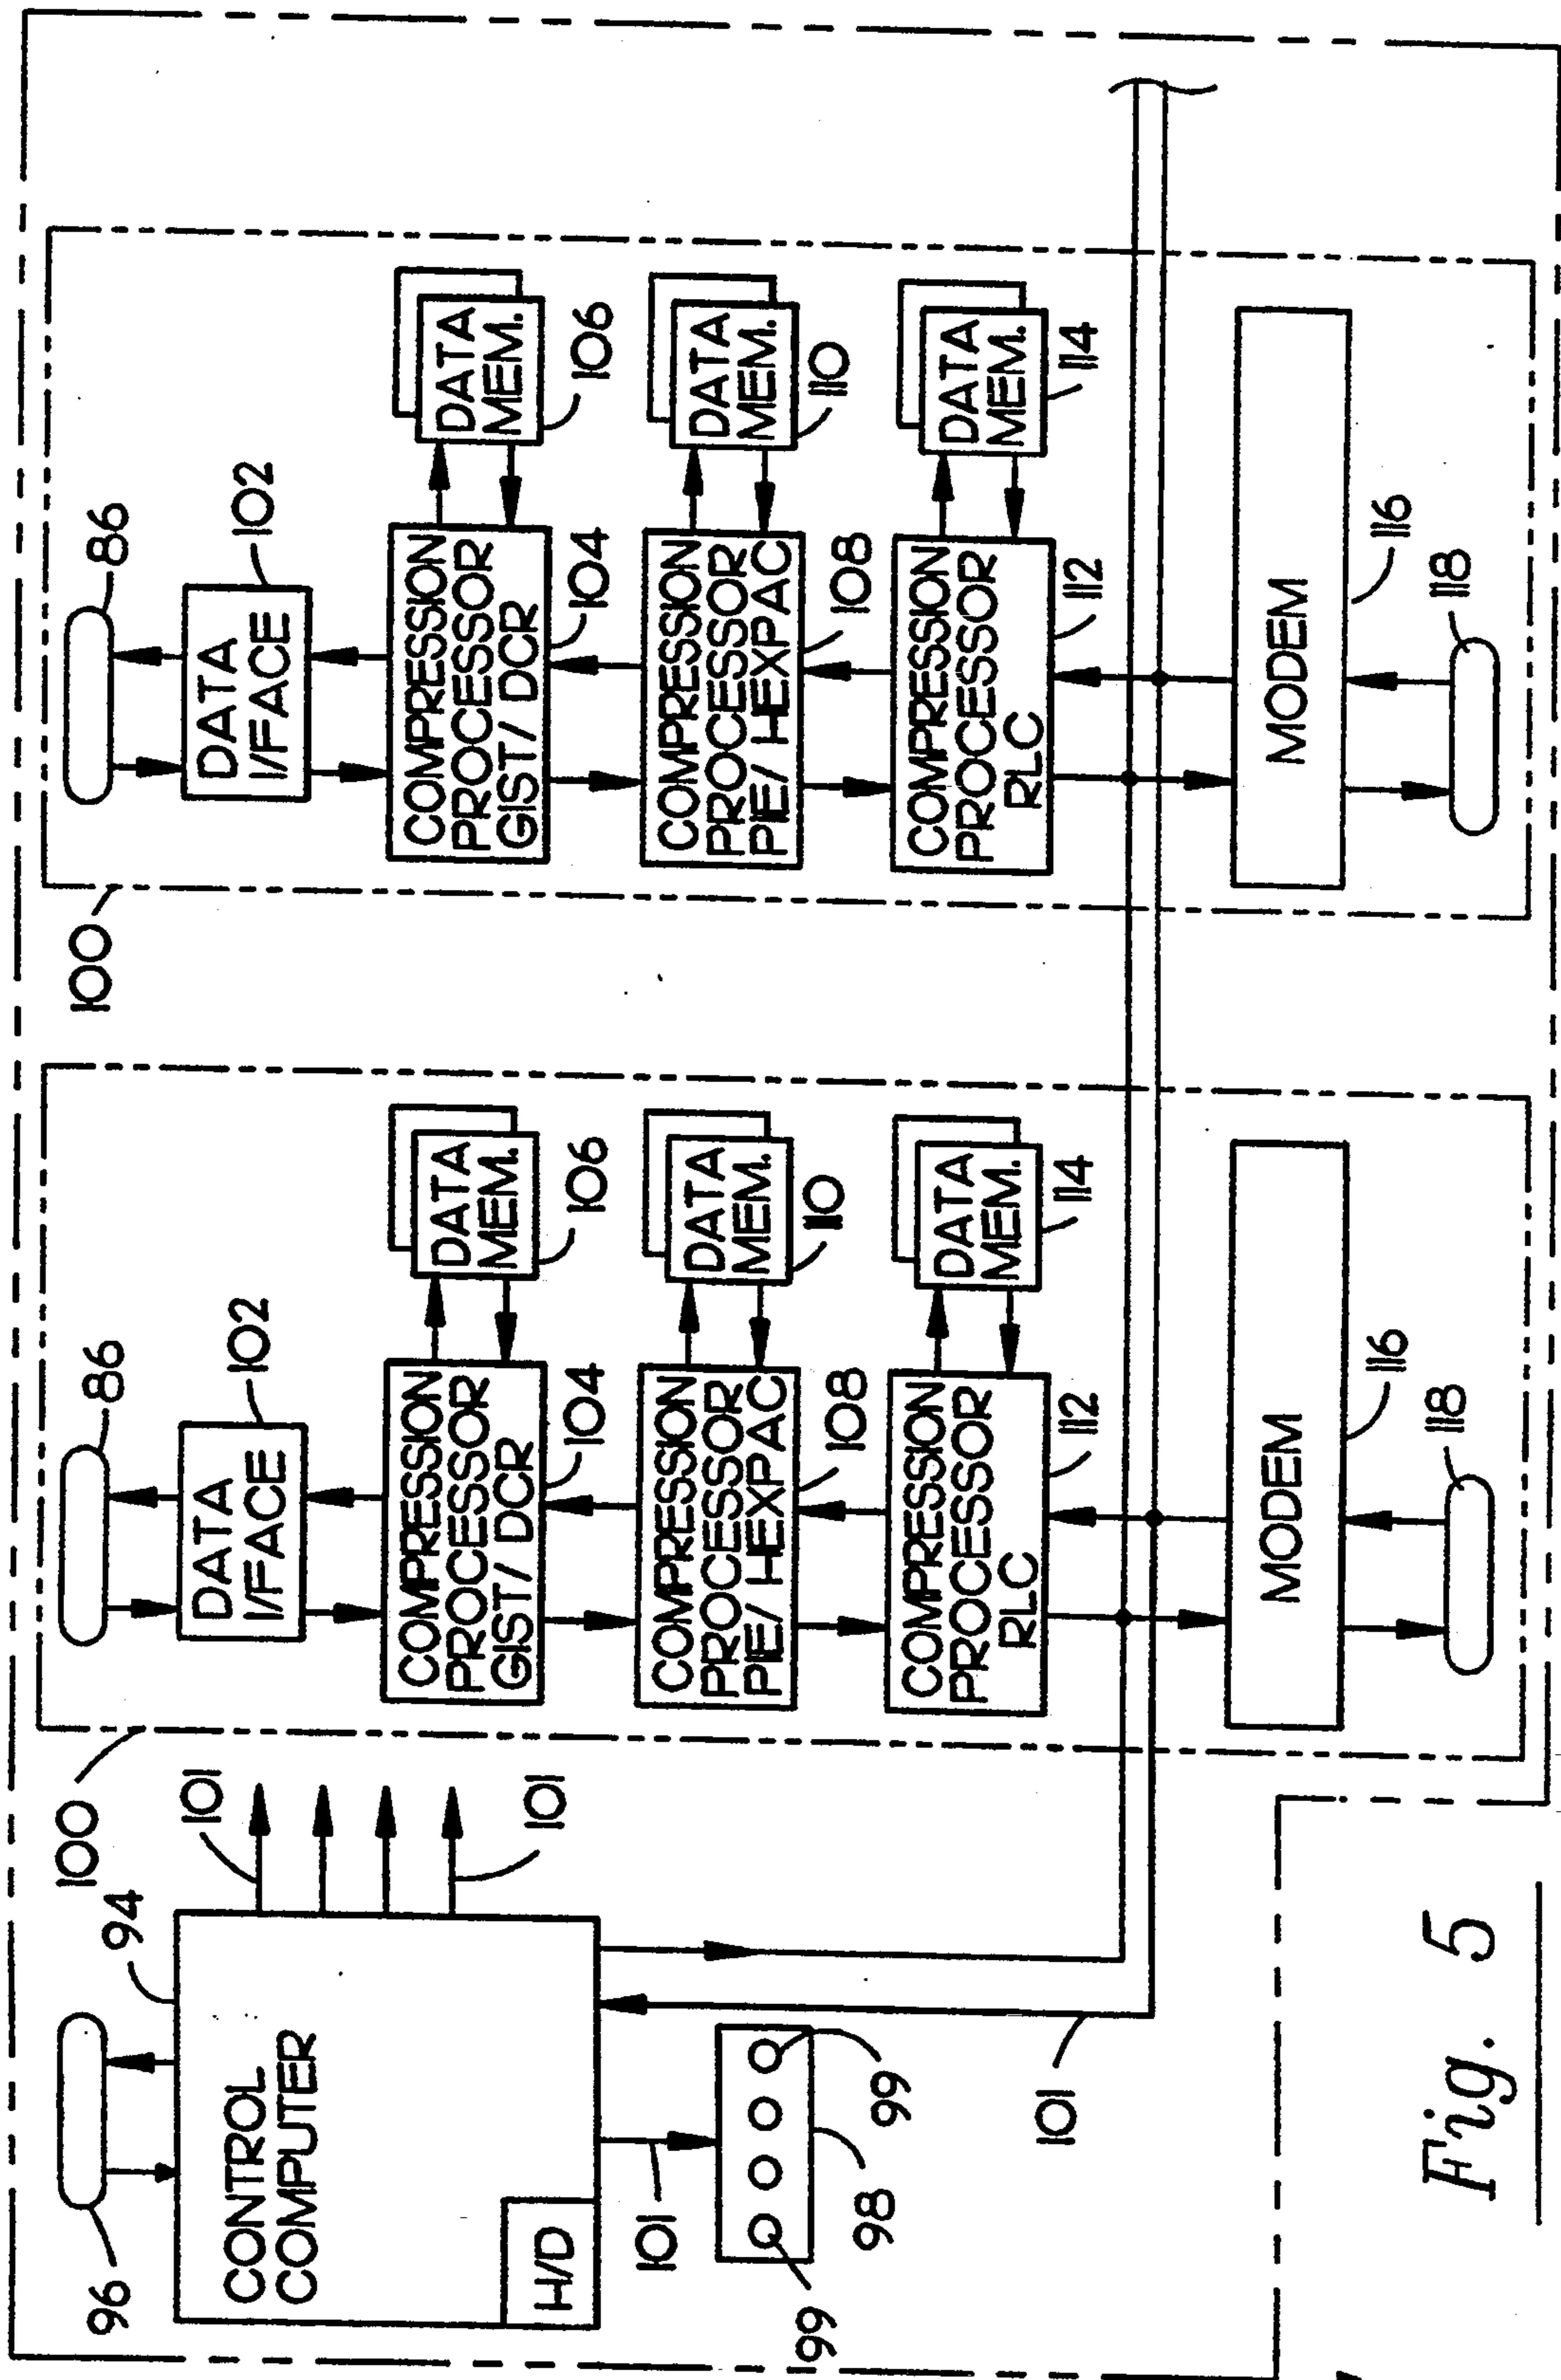 96
94
CONTROL
COMPUTER
H/D
101
101
101
99
99
98
101
100
86
102
DATA
I/FACE
COMPRESSION
PROCESSOR
GIST/DCR
104
DATA
MEM.
106
COMPRESSION
PROCESSOR
PIE/HEXPAC
108
DATA
MEM.
110
COMPRESSION
PROCESSOR
RLC
112
DATA
MEM.
114
MODEM
116
118
100
86
102
DATA
I/FACE
COMPRESSION
PROCESSOR
GIST/DCR
104
DATA
MEM.
106
COMPRESSION
PROCESSOR
PIE/HEXPAC
108
DATA
MEM.
110
COMPRESSION
PROCESSOR
RLC
112
DATA
MEM.
114
MODEM
116
118
Fig. 5